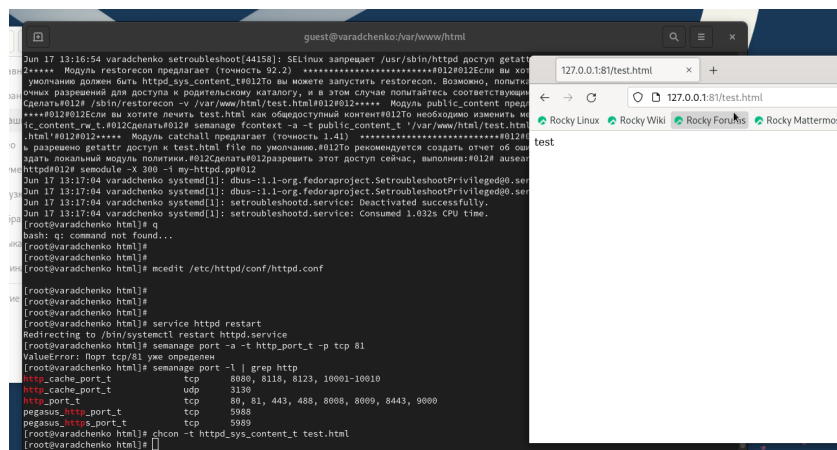 guest@varadchenko:/var/www/html
Jun 17 13:16:54 varadchenko setroubleshoot[44158]: SELinux запрещает /usr/sbin/httpd доступ getatt
2***** Модуль restorecon предлагает (точность 92.2) ************************#012#012Если вы хот
умолчанию должен быть httpd_sys_content_t#012То вы можете запустить restorecon. Возможно, попытка
очных разрешений для доступа к родительскому каталогу, и в этом случае попытайтесь соответствующим
Сделать#012# /sbin/restorecon -v /var/www/html/test.html#012#012***** Модуль public_content предл
****#012#012Если вы хотите лечить test.html как общедоступный контент#012То необходимо изменить ме
ic_content_rw_t.#012Сделать#012# semanage fcontext -a -t public_content_t '/var/www/html/test.html
.html'#012#012***** Модуль catchall предлагает (точность 1.41) **************************#012#0
ь разрешено getattr доступ к test.html file по умолчанию.#012То рекомендуется создать отчет об оши
здать локальный модуль политики.#012Сделать#012разрешить этот доступ сейчас, выполнив:#012# ausear
httpd#012# semodule -X 300 -i my-httpd.pp#012
Jun 17 13:17:04 varadchenko systemd[1]: dbus-:1.1-org.fedoraproject.SetroubleshootPrivileged@0.ser
Jun 17 13:17:04 varadchenko systemd[1]: dbus-:1.1-org.fedoraproject.SetroubleshootPrivileged@0.ser
Jun 17 13:17:04 varadchenko systemd[1]: setroubleshootd.service: Deactivated successfully.
Jun 17 13:17:04 varadchenko systemd[1]: setroubleshootd.service: Consumed 1.032s CPU time.
[root@varadchenko html]# q
bash: q: command not found...
[root@varadchenko html]#
[root@varadchenko html]#
[root@varadchenko html]# mcedit /etc/httpd/conf/httpd.conf
[root@varadchenko html]#
[root@varadchenko html]#
[root@varadchenko html]#
[root@varadchenko html]# service httpd restart
Redirecting to /bin/systemctl restart httpd.service
[root@varadchenko html]# semanage port -a -t http_port_t -p tcp 81
ValueError: Порт tcp/81 уже определен
[root@varadchenko html]# semanage port -l | grep http
http_cache_port_t tcp 8080, 8118, 8123, 10001-10010
http_cache_port_t udp 3130
http_port_t tcp 80, 81, 443, 488, 8008, 8009, 8443, 9000
pegasus_http_port_t tcp 5988
pegasus_https_port_t tcp 5989
[root@varadchenko html]# chcon -t httpd_sys_content_t test.html
[root@varadchenko html]#
127.0.0.1:81/test.html
127.0.0.1:81/test.html
Rocky Linux Rocky Wiki Rocky Forums Rocky Mattermos
test